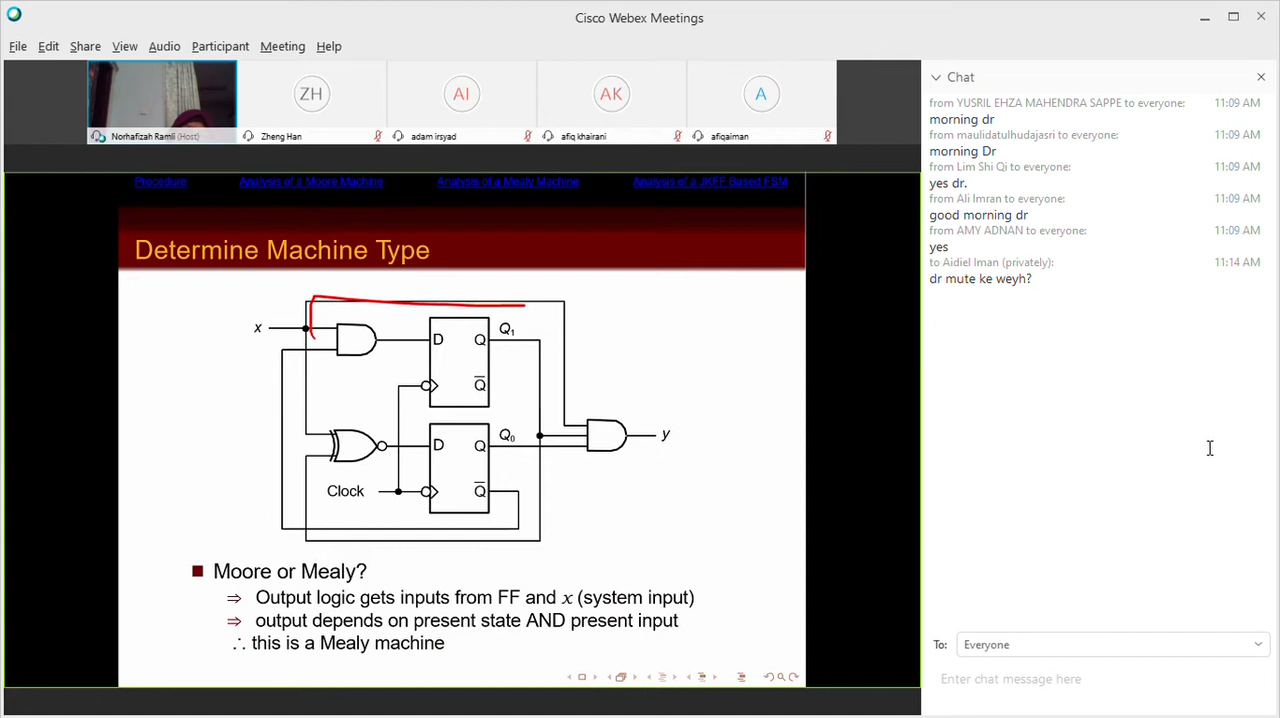 Cisco Webex Meetings
File Edit Share View Audio Participant Meeting Help
ZH AI AK A
Norhafizah Ramli (Host) Zheng Han adam irsyad afiq khairani afiqaiman
Procedure Analysis of a Moore Machine Analysis of a Mealy Machine Analysis of a JKFF Based FSM
Determine Machine Type
x
D Q Q1
Q
D Q Q0
y
Clock Q
Moore or Mealy?
⇒ Output logic gets inputs from FF and x (system input)
⇒ output depends on present state AND present input
∴ this is a Mealy machine
Chat
from YUSRIL EHZA MAHENDRA SAPPE to everyone: 11:09 AM
morning dr
from maulidatulhudajasri to everyone: 11:09 AM
morning Dr
from Lim Shi Qi to everyone: 11:09 AM
yes dr.
from Ali Imran to everyone: 11:09 AM
good morning dr
from AMY ADNAN to everyone: 11:09 AM
yes
to Aidiel Iman (privately): 11:14 AM
dr mute ke weyh?
To: Everyone
Enter chat message here